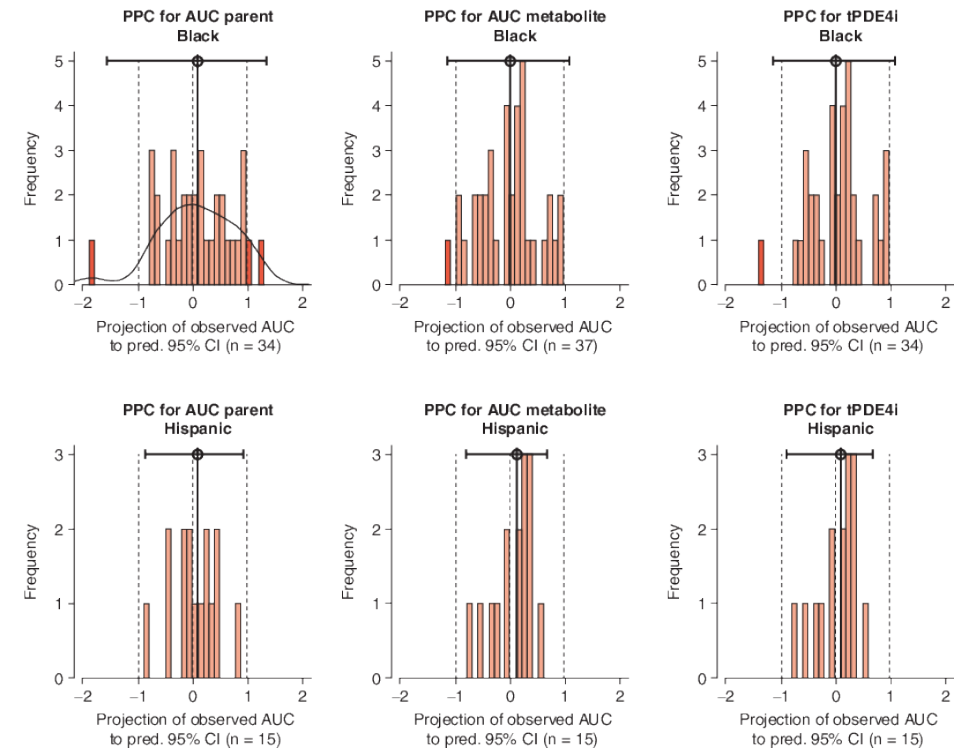 PPC for AUC parent
Black
PPC for AUC metabolite
Black
PPC for tPDE4i
Black
5
4
3
2
1
0
Frequency
–2 –1 0 1 2
Projection of observed AUC
to pred. 95% CI (n = 34)
5
4
3
2
1
0
Frequency
–2 –1 0 1 2
Projection of observed AUC
to pred. 95% CI (n = 37)
5
4
3
2
1
0
Frequency
–2 –1 0 1 2
Projection of observed AUC
to pred. 95% CI (n = 34)
PPC for AUC parent
Hispanic
PPC for AUC metabolite
Hispanic
PPC for tPDE4i
Hispanic
3
2
1
0
Frequency
–2 –1 0 1 2
Projection of observed AUC
to pred. 95% CI (n = 15)
3
2
1
0
Frequency
–2 –1 0 1 2
Projection of observed AUC
to pred. 95% CI (n = 15)
3
2
1
0
Frequency
–2 –1 0 1 2
Projection of observed AUC
to pred. 95% CI (n = 15)